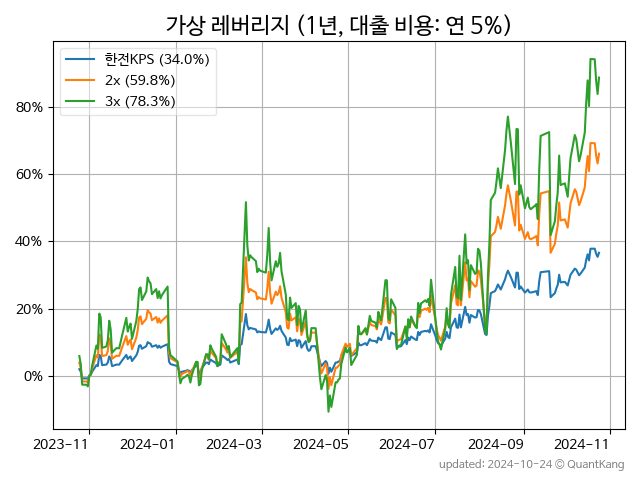 가상 레버리지 (1년, 대출 비용: 연 5%)
한전KPS (34.0%)
2x (59.8%)
3x (78.3%)
80%
60%
40%
20%
0%
2023-11 2024-01 2024-03 2024-05 2024-07 2024-09 2024-11
updated: 2024-10-24 © QuantKang